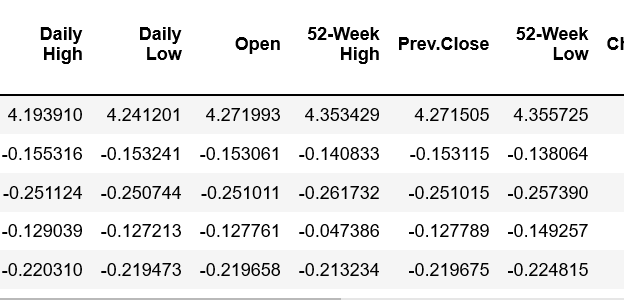 Daily High Daily Low Open 52-Week High Prev.Close 52-Week Low Ch
4.193910 4.241201 4.271993 4.353429 4.271505 4.355725
-0.155316 -0.153241 -0.153061 -0.140833 -0.153115 -0.138064
-0.251124 -0.250744 -0.251011 -0.261732 -0.251015 -0.257390
-0.129039 -0.127213 -0.127761 -0.047386 -0.127789 -0.149257
-0.220310 -0.219473 -0.219658 -0.213234 -0.219675 -0.224815